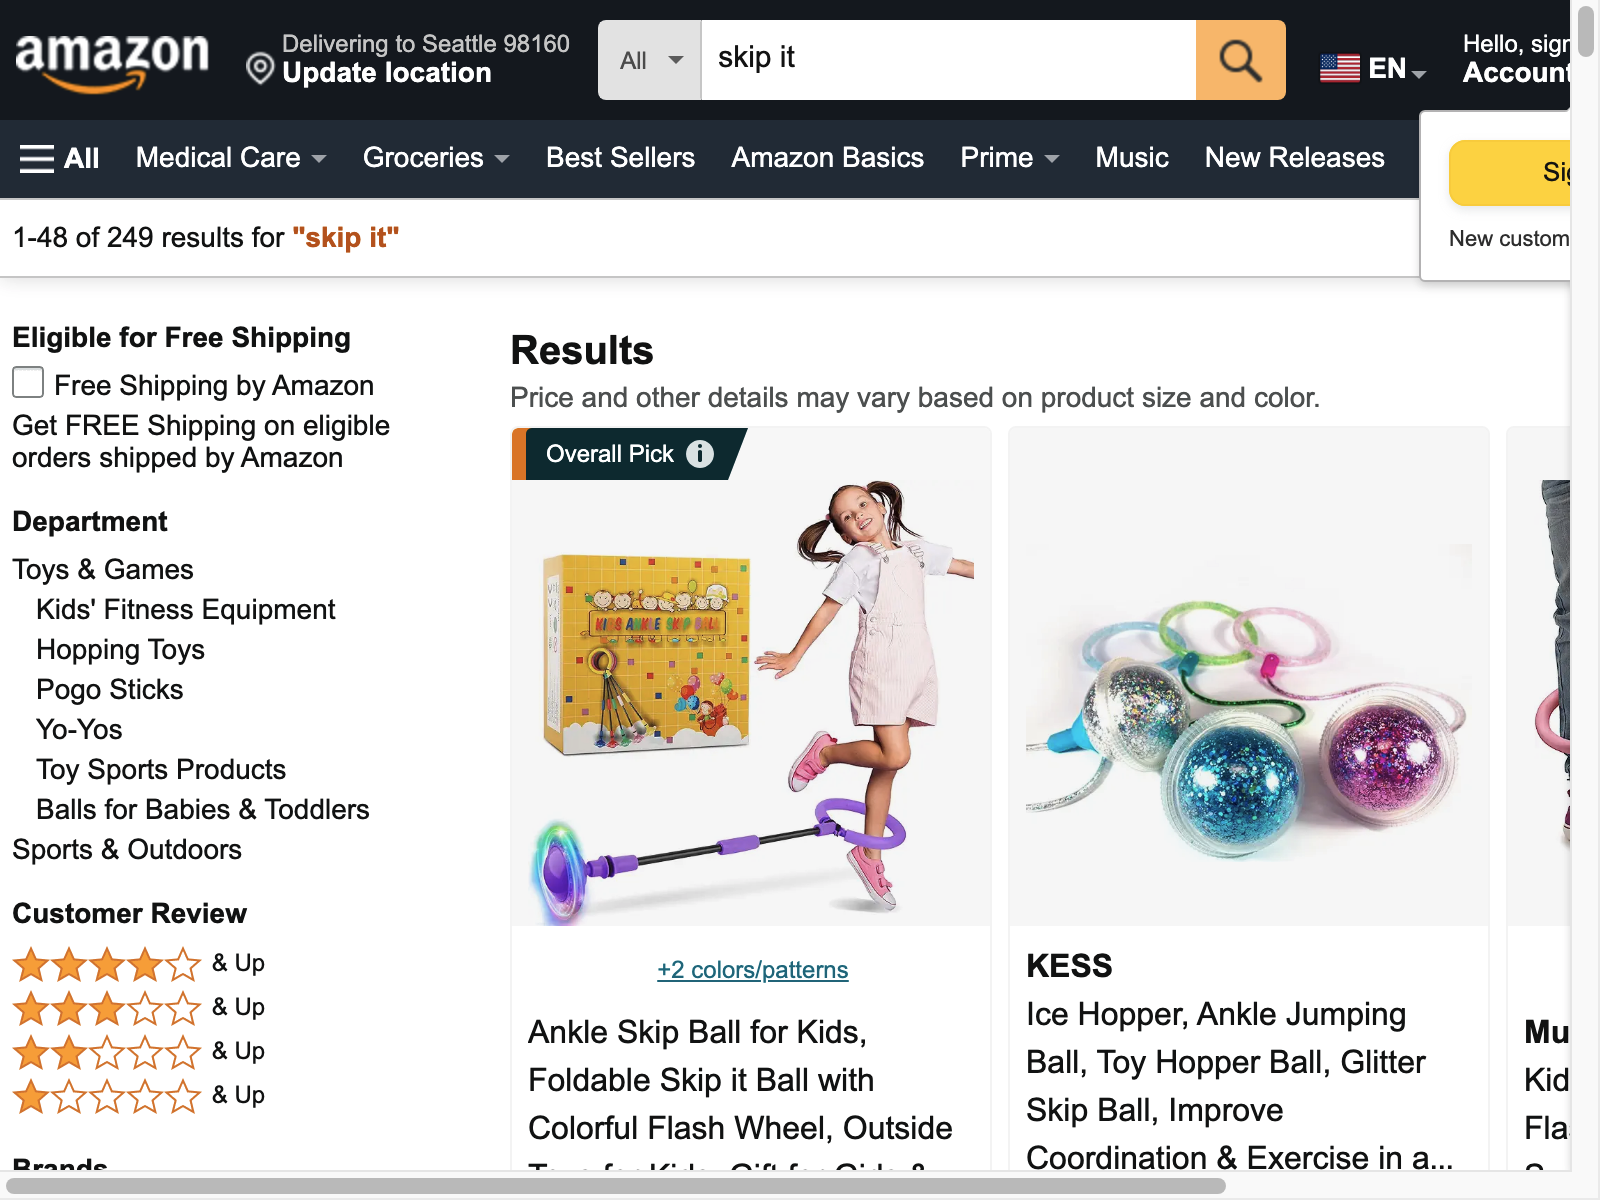 amazon
Delivering to Seattle 98160
Update location
All
skip it
EN
Hello, sign
Account
All
Medical Care
Groceries
Best Sellers
Amazon Basics
Prime
Music
New Releases
New custom
1-48 of 249 results for "skip it"
Eligible for Free Shipping
Free Shipping by Amazon
Get FREE Shipping on eligible
orders shipped by Amazon
Department
Toys & Games
Kids' Fitness Equipment
Hopping Toys
Pogo Sticks
Yo-Yos
Toy Sports Products
Balls for Babies & Toddlers
Sports & Outdoors
Customer Review
& Up
& Up
& Up
& Up
Brands
Results
Price and other details may vary based on product size and color.
Overall Pick
KIDS ANKLE SKIP BALL
+2 colors/patterns
Ankle Skip Ball for Kids,
Foldable Skip it Ball with
Colorful Flash Wheel, Outside
Toys for Kids, Gift for Girls &
KESS
Ice Hopper, Ankle Jumping
Ball, Toy Hopper Ball, Glitter
Skip Ball, Improve
Coordination & Exercise in a...
Mu
Kid
Fla